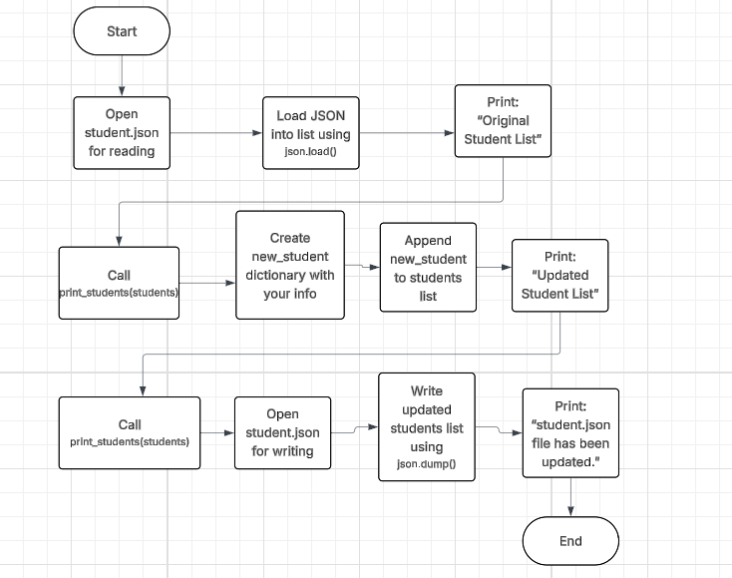 Start
Open
student.json
for reading
Load JSON
into list using
json.load()
Print:
“Original
Student List”
Call
print_students(students)
Create
new_student
dictionary with
your info
Append
new_student
to students
list
Print:
“Updated
Student List”
Call
print_students(students)
Open
student.json
for writing
Write
updated
students list
using
json.dump()
Print:
“student.json
file has been
updated.”
End